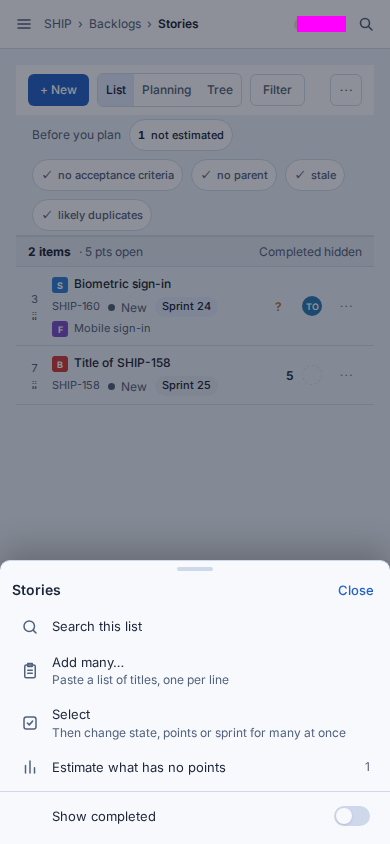 SHIP › Backlogs › Stories
+ New List Planning Tree Filter ...
Before you plan 1 not estimated
✓ no acceptance criteria ✓ no parent ✓ stale
✓ likely duplicates
2 items · 5 pts open Completed hidden
3 S Biometric sign-in
SHIP-160 ● New Sprint 24 ? TO ...
F Mobile sign-in
7 B Title of SHIP-158
SHIP-158 ● New Sprint 25 5 ...
Stories Close
Search this list
Add many...
Paste a list of titles, one per line
Select
Then change state, points or sprint for many at once
Estimate what has no points 1
Show completed